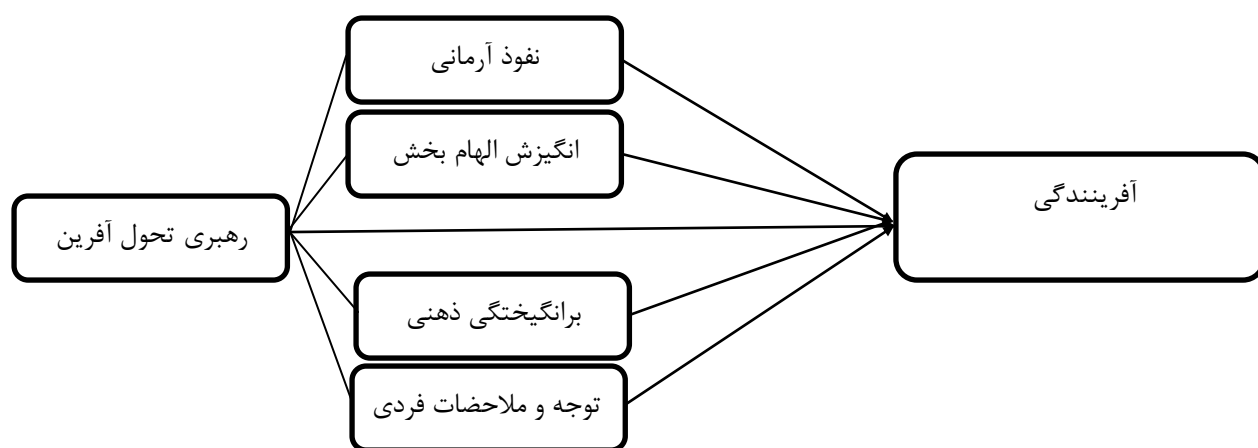 نفوذ آرمانی
انگیزش الهام بخش
آفرینندگی
رهبری تحول آفرین
برانگیختگی ذهنی
توجه و ملاحضات فردی